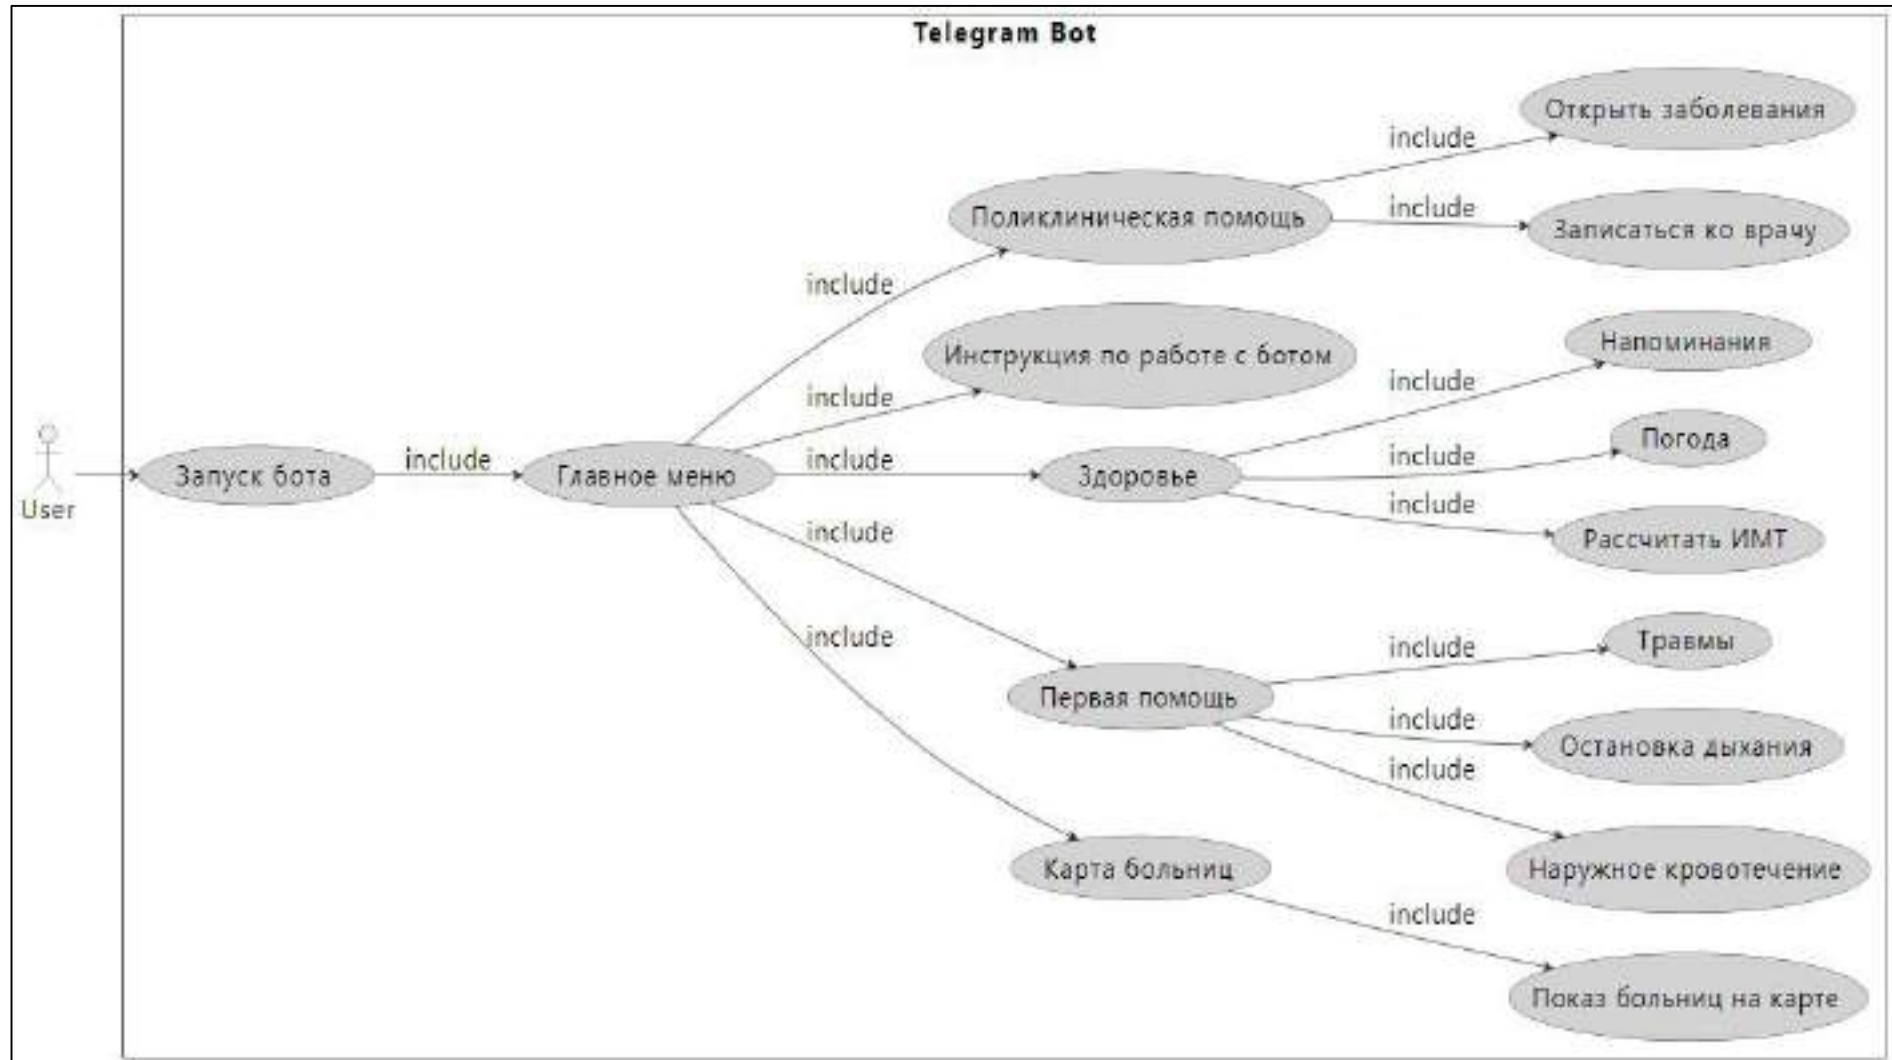 Telegram Bot
Открыть заболевания
include
Поликлиническая помощь
include
Записаться ко врачу
include
Инструкция по работе с ботом
Напоминания
include
include
Погода
User
Запуск бота
include
Главное меню
include
Здоровье
include
include
Рассчитать ИМТ
include
Травмы
include
include
Первая помощь
include
Остановка дыхания
include
Карта больниц
Наружное кровотечение
include
Показ больниц на карте